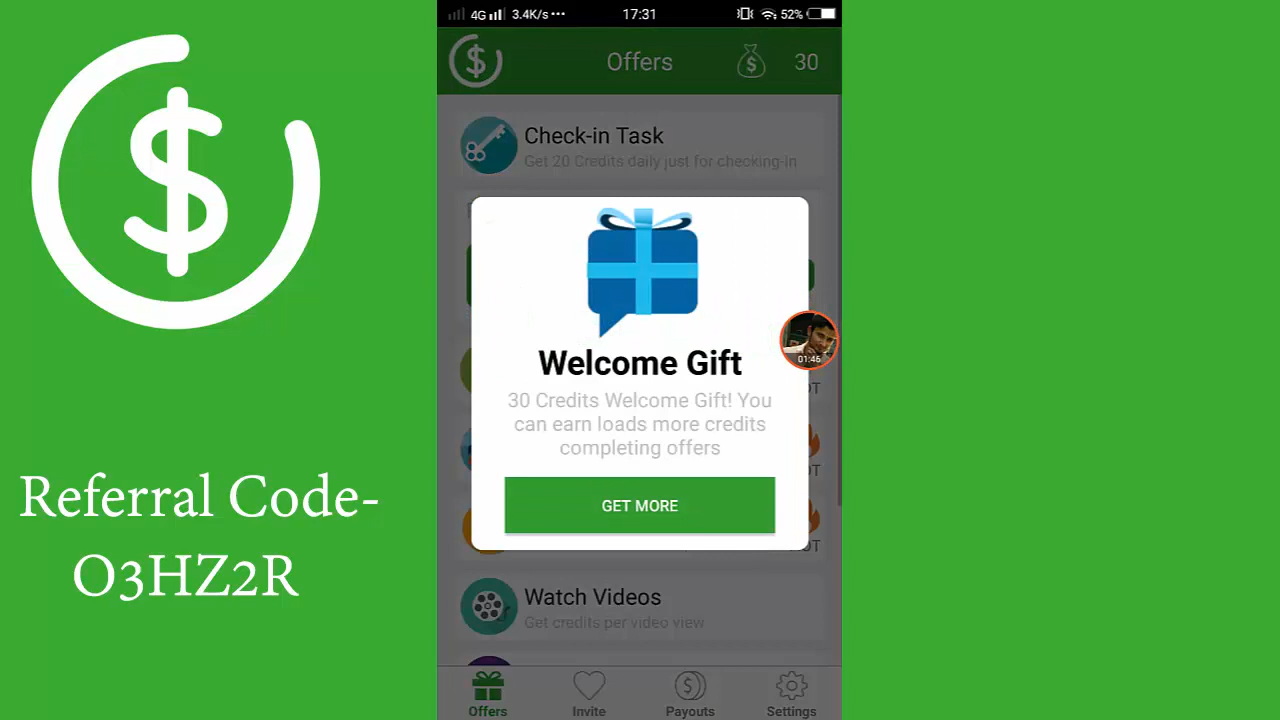 4G 3.4K/s ••• 17:31 52%
Offers 30
Check-in Task
Get 20 Credits daily just for checking-in
Welcome Gift
01:46
30 Credits Welcome Gift! You
can earn loads more credits
completing offers
GET MORE
Watch Videos
Get credits per video view
Offers Invite Payouts Settings
Referral Code-
O3HZ2R